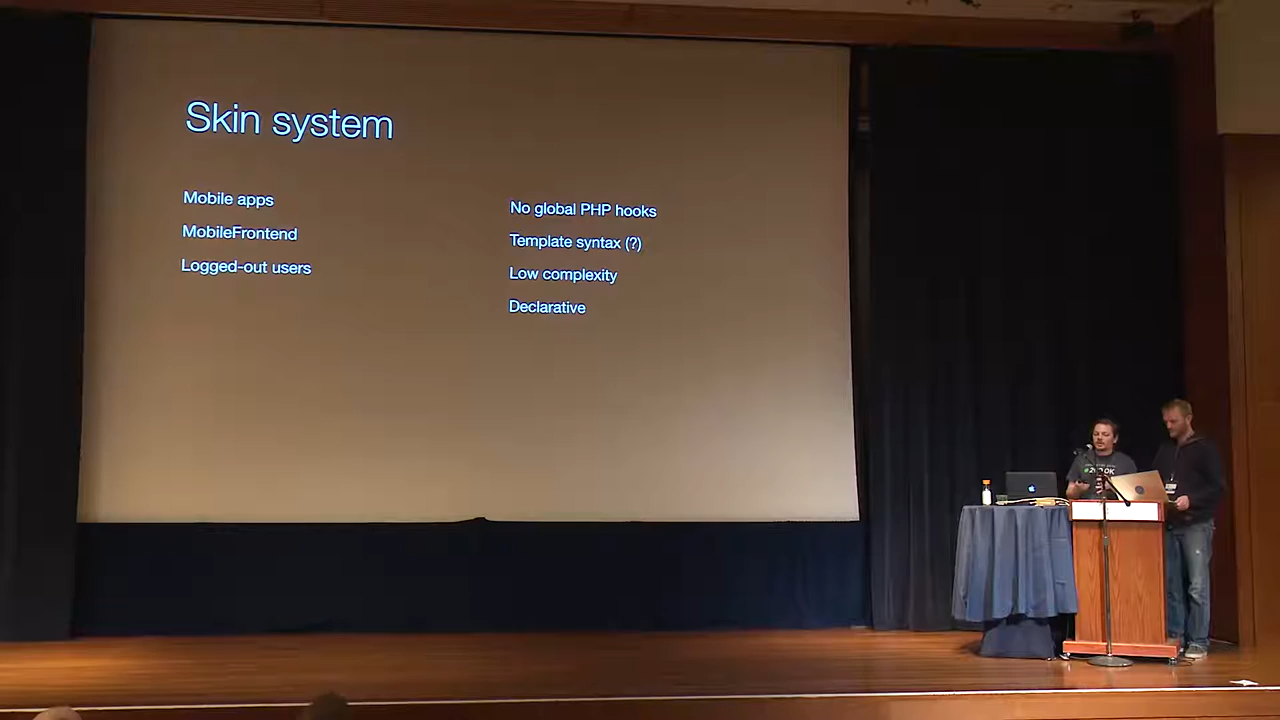 Skin system
Mobile apps
MobileFrontend
Logged-out users
No global PHP hooks
Template syntax (?)
Low complexity
Declarative